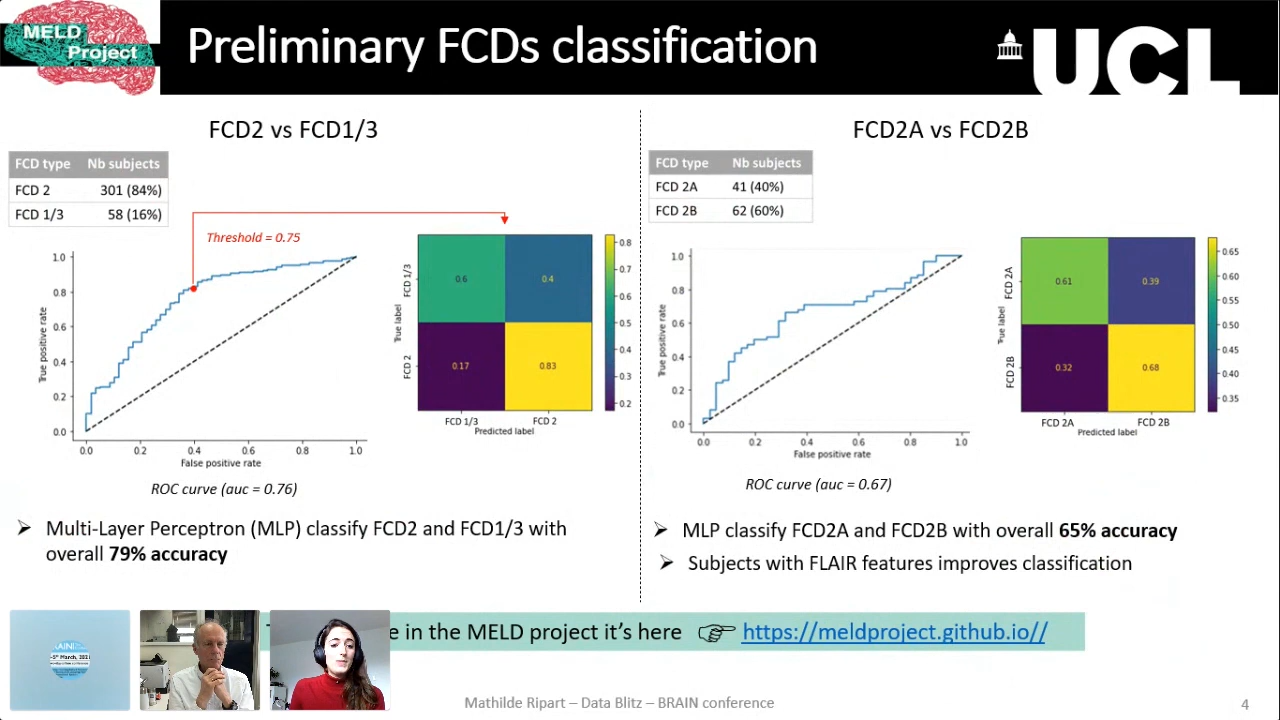 MELD
Project
Preliminary FCDs classification
UCL
FCD2 vs FCD1/3
FCD type Nb subjects
FCD 2 301 (84%)
FCD 1/3 58 (16%)
Threshold = 0.75
1.0
0.8
0.6
0.4
0.2
0.0
True positive rate
0.0 0.2 0.4 0.6 0.8 1.0
False positive rate
ROC curve (auc = 0.76)
True label
FCD 1/3
FCD 2
0.6 0.4
0.17 0.83
FCD 1/3 FCD 2
Predicted label
0.8
0.7
0.6
0.5
0.4
0.3
0.2
Multi-Layer Perceptron (MLP) classify FCD2 and FCD1/3 with
overall 79% accuracy
FCD2A vs FCD2B
FCD type Nb subjects
FCD 2A 41 (40%)
FCD 2B 62 (60%)
1.0
0.8
0.6
0.4
0.2
0.0
True positive rate
0.0 0.2 0.4 0.6 0.8 1.0
False positive rate
ROC curve (auc = 0.67)
True label
FCD 2A
FCD 2B
0.61 0.39
0.32 0.68
FCD 2A FCD 2B
Predicted label
0.65
0.60
0.55
0.50
0.45
0.40
0.35
MLP classify FCD2A and FCD2B with overall 65% accuracy
Subjects with FLAIR features improves classification
in the MELD project it's here https://meldproject.github.io//
Mathilde Ripart – Data Blitz – BRAIN conference
4